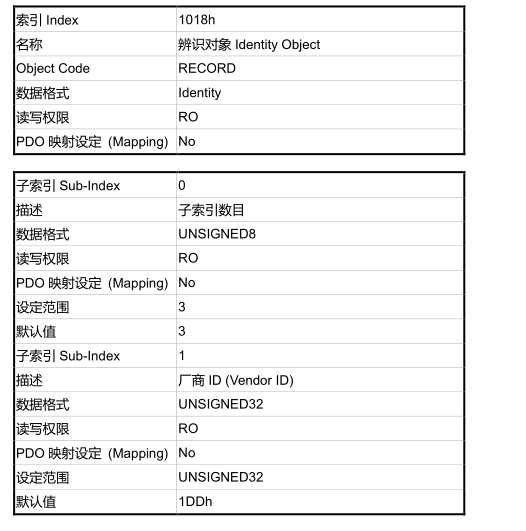 索引 Index 1018h
名称 辨识对象 Identity Object
Object Code RECORD
数据格式 Identity
读写权限 RO
PDO 映射设定 (Mapping) No
子索引 Sub-Index 0
描述 子索引数目
数据格式 UNSIGNED8
读写权限 RO
PDO 映射设定 (Mapping) No
设定范围 3
默认值 3
子索引 Sub-Index 1
描述 厂商 ID (Vendor ID)
数据格式 UNSIGNED32
读写权限 RO
PDO 映射设定 (Mapping) No
设定范围 UNSIGNED32
默认值 1DDh